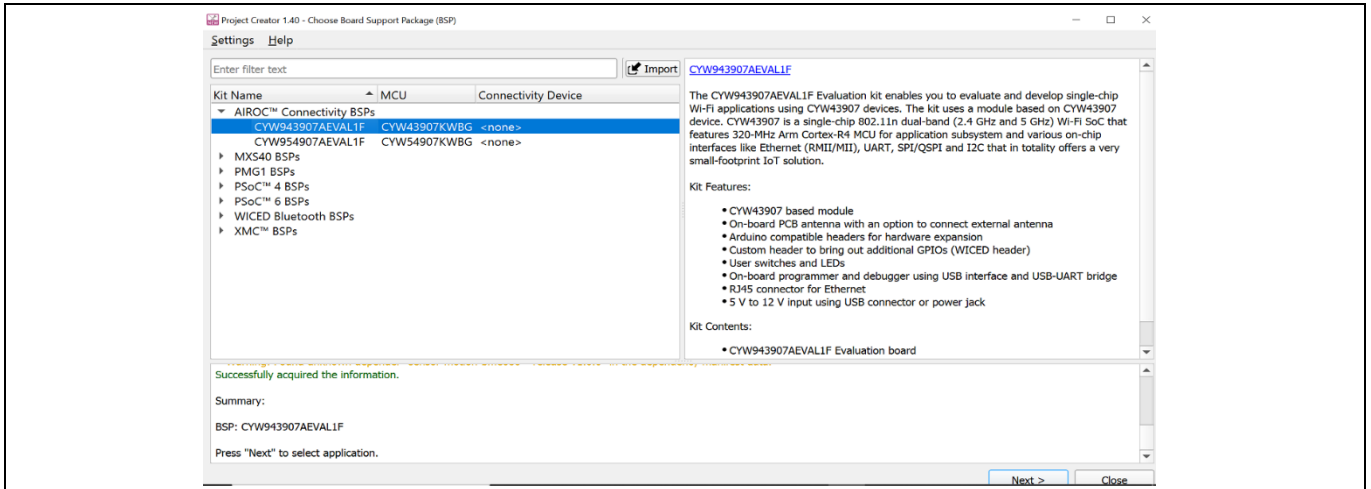 Project Creator 1.40 - Choose Board Support Package (BSP)
Settings Help
Enter filter text
Import
Kit Name MCU Connectivity Device
AIROC™ Connectivity BSPs
CYW943907AEVAL1F CYW43907KWBG <none>
CYW954907AEVAL1F CYW54907KWBG <none>
MXS40 BSPs
PMG1 BSPs
PSoC™ 4 BSPs
PSoC™ 6 BSPs
WICED Bluetooth BSPs
XMC™ BSPs
CYW943907AEVAL1F
The CYW943907AEVAL1F Evaluation kit enables you to evaluate and develop single-chip
Wi-Fi applications using CYW43907 devices. The kit uses a module based on CYW43907
device. CYW43907 is a single-chip 802.11n dual-band (2.4 GHz and 5 GHz) Wi-Fi SoC that
features 320-MHz Arm Cortex-R4 MCU for application subsystem and various on-chip
interfaces like Ethernet (RMII/MII), UART, SPI/QSPI and I2C that in totality offers a very
small-footprint IoT solution.
Kit Features:
• CYW43907 based module
• On-board PCB antenna with an option to connect external antenna
• Arduino compatible headers for hardware expansion
• Custom header to bring out additional GPIOs (WICED header)
• User switches and LEDs
• On-board programmer and debugger using USB interface and USB-UART bridge
• RJ45 connector for Ethernet
• 5 V to 12 V input using USB connector or power jack
Kit Contents:
• CYW943907AEVAL1F Evaluation board
Successfully acquired the information.
Summary:
BSP: CYW943907AEVAL1F
Press "Next" to select application.
Next > Close